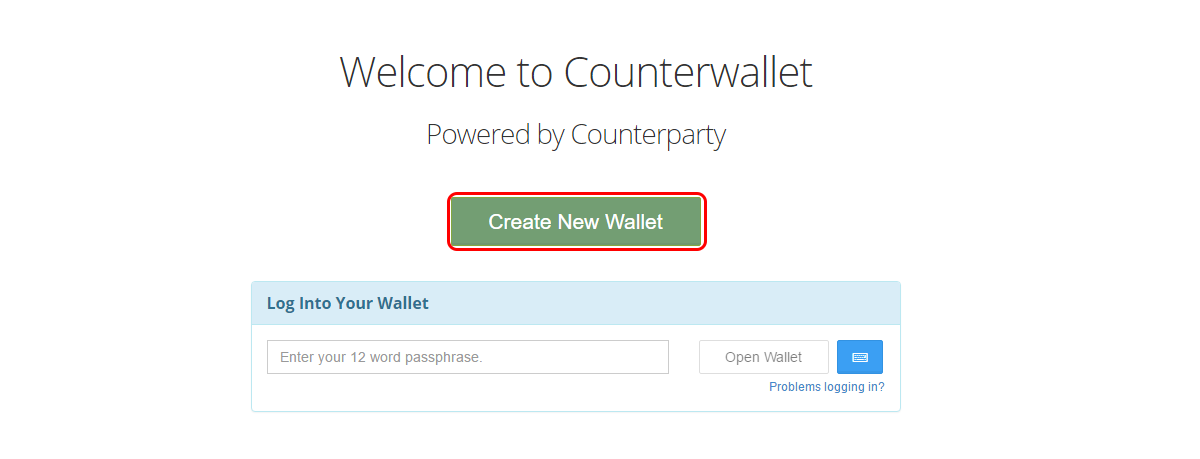 Welcome to Counterwallet
Powered by Counterparty
Create New Wallet
Log Into Your Wallet
Enter your 12 word passphrase.
Open Wallet
Problems logging in?